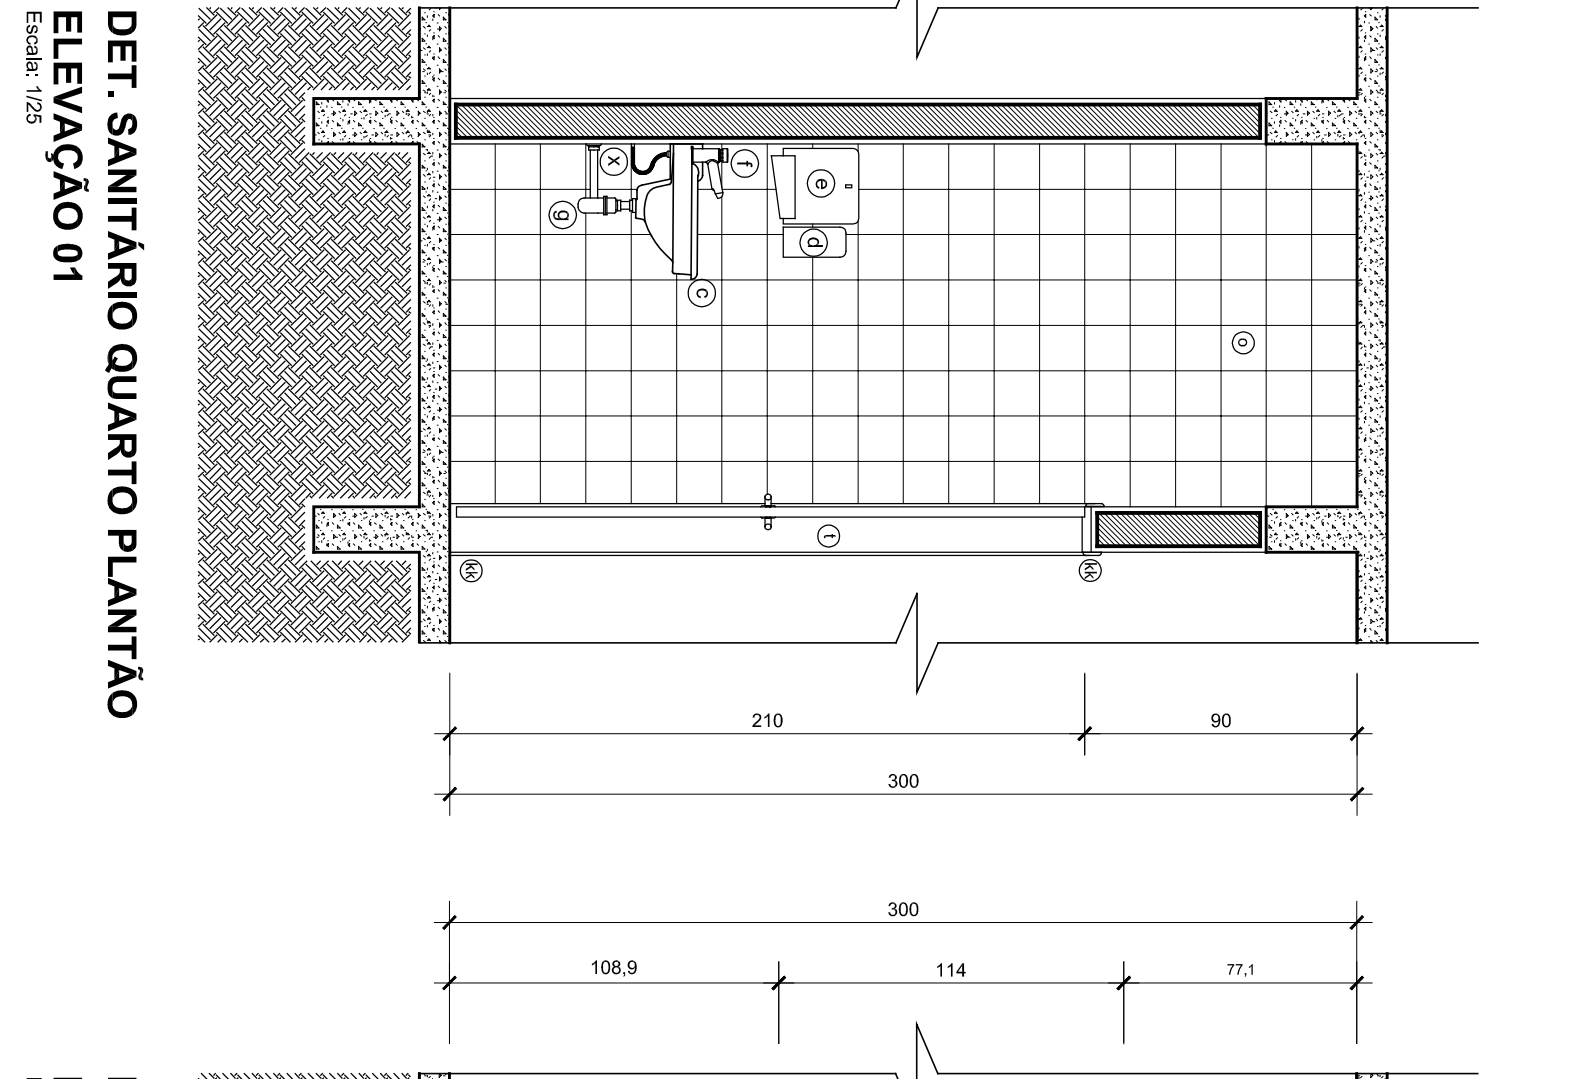 DET. SANITÁRIO QUARTO PLANTÃO
ELEVAÇÃO 01
Escala: 1/25
x
f
e
g
d
c
o
t
kk
kk
210
90
300
300
108,9
114
77,1